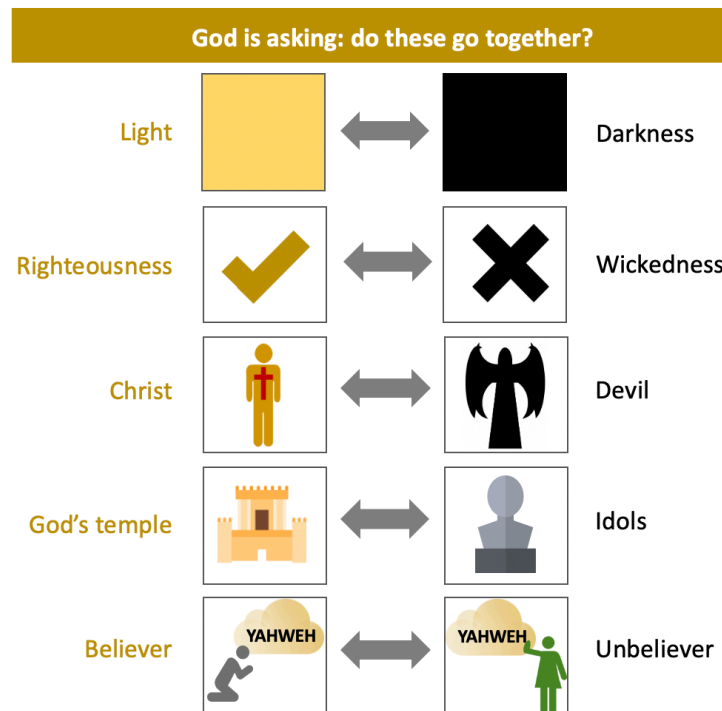 God is asking: do these go together?
Light
Darkness
Righteousness
Wickedness
Christ
Devil
God’s temple
Idols
Believer
YAHWEH
YAHWEH
Unbeliever